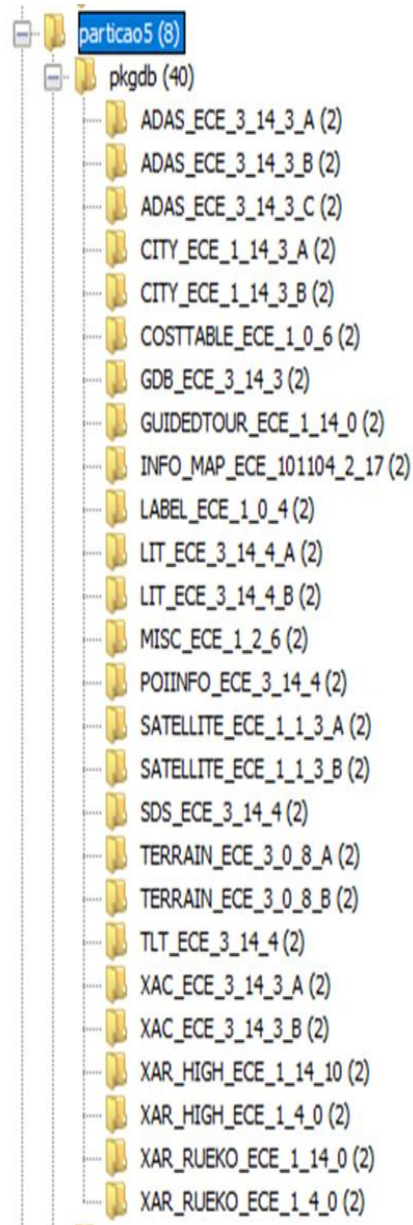 particao5 (8)
pkgdb (40)
ADAS_ECE_3_14_3_A (2)
ADAS_ECE_3_14_3_B (2)
ADAS_ECE_3_14_3_C (2)
CITY_ECE_1_14_3_A (2)
CITY_ECE_1_14_3_B (2)
COSTTABLE_ECE_1_0_6 (2)
GDB_ECE_3_14_3 (2)
GUIDEDTOUR_ECE_1_14_0 (2)
INFO_MAP_ECE_101104_2_17 (2)
LABEL_ECE_1_0_4 (2)
LIT_ECE_3_14_4_A (2)
LIT_ECE_3_14_4_B (2)
MISC_ECE_1_2_6 (2)
POIINFO_ECE_3_14_4 (2)
SATELLITE_ECE_1_1_3_A (2)
SATELLITE_ECE_1_1_3_B (2)
SDS_ECE_3_14_4 (2)
TERRAIN_ECE_3_0_8_A (2)
TERRAIN_ECE_3_0_8_B (2)
TLT_ECE_3_14_4 (2)
XAC_ECE_3_14_3_A (2)
XAC_ECE_3_14_3_B (2)
XAR_HIGH_ECE_1_14_10 (2)
XAR_HIGH_ECE_1_4_0 (2)
XAR_RUEKO_ECE_1_14_0 (2)
XAR_RUEKO_ECE_1_4_0 (2)